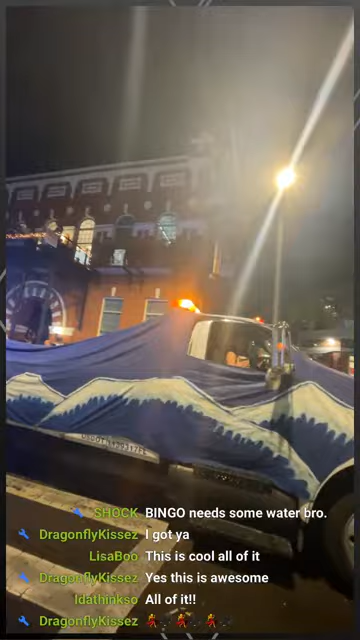 SHOCK BINGO needs some water bro.
DragonflyKissez I got ya
LisaBoo This is cool all of it
DragonflyKissez Yes this is awesome
Idathinkso All of it!!
DragonflyKissez